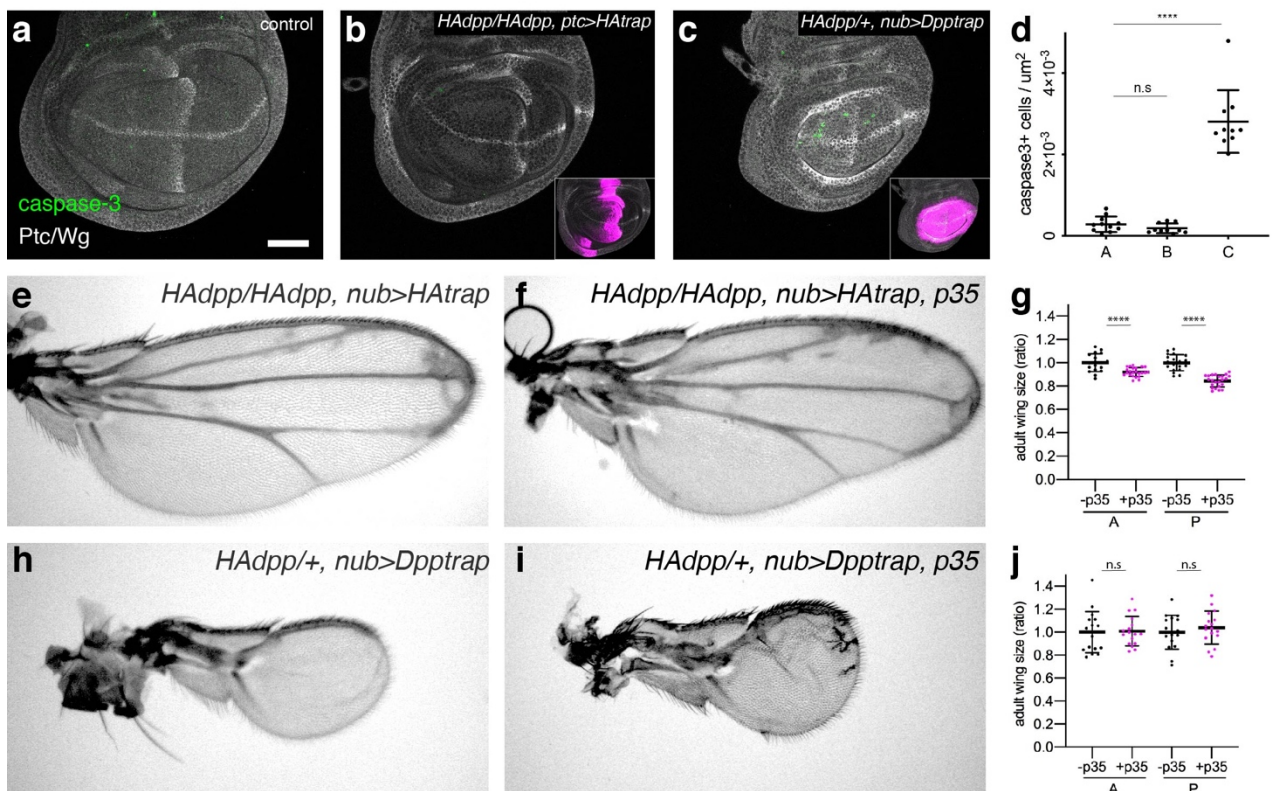 a
control
caspase-3
Ptc/Wg
b
HAdpp/HAdpp, ptc>HAtrap
c
HAdpp/+, nub>Dpptrap
d
caspase3+ cells / um²
4×10⁻³
2×10⁻³
0
****
n.s
A B C
e
HAdpp/HAdpp, nub>HAtrap
f
HAdpp/HAdpp, nub>HAtrap, p35
g
adult wing size (ratio)
1.4
1.2
1.0
0.8
0.6
0.4
0.2
0.0
**** ****
-p35 +p35 -p35 +p35
A P
h
HAdpp/+, nub>Dpptrap
i
HAdpp/+, nub>Dpptrap, p35
j
adult wing size (ratio)
1.4
1.2
1.0
0.8
0.6
0.4
0.2
0.0
n.s n.s
-p35 +p35 -p35 +p35
A P